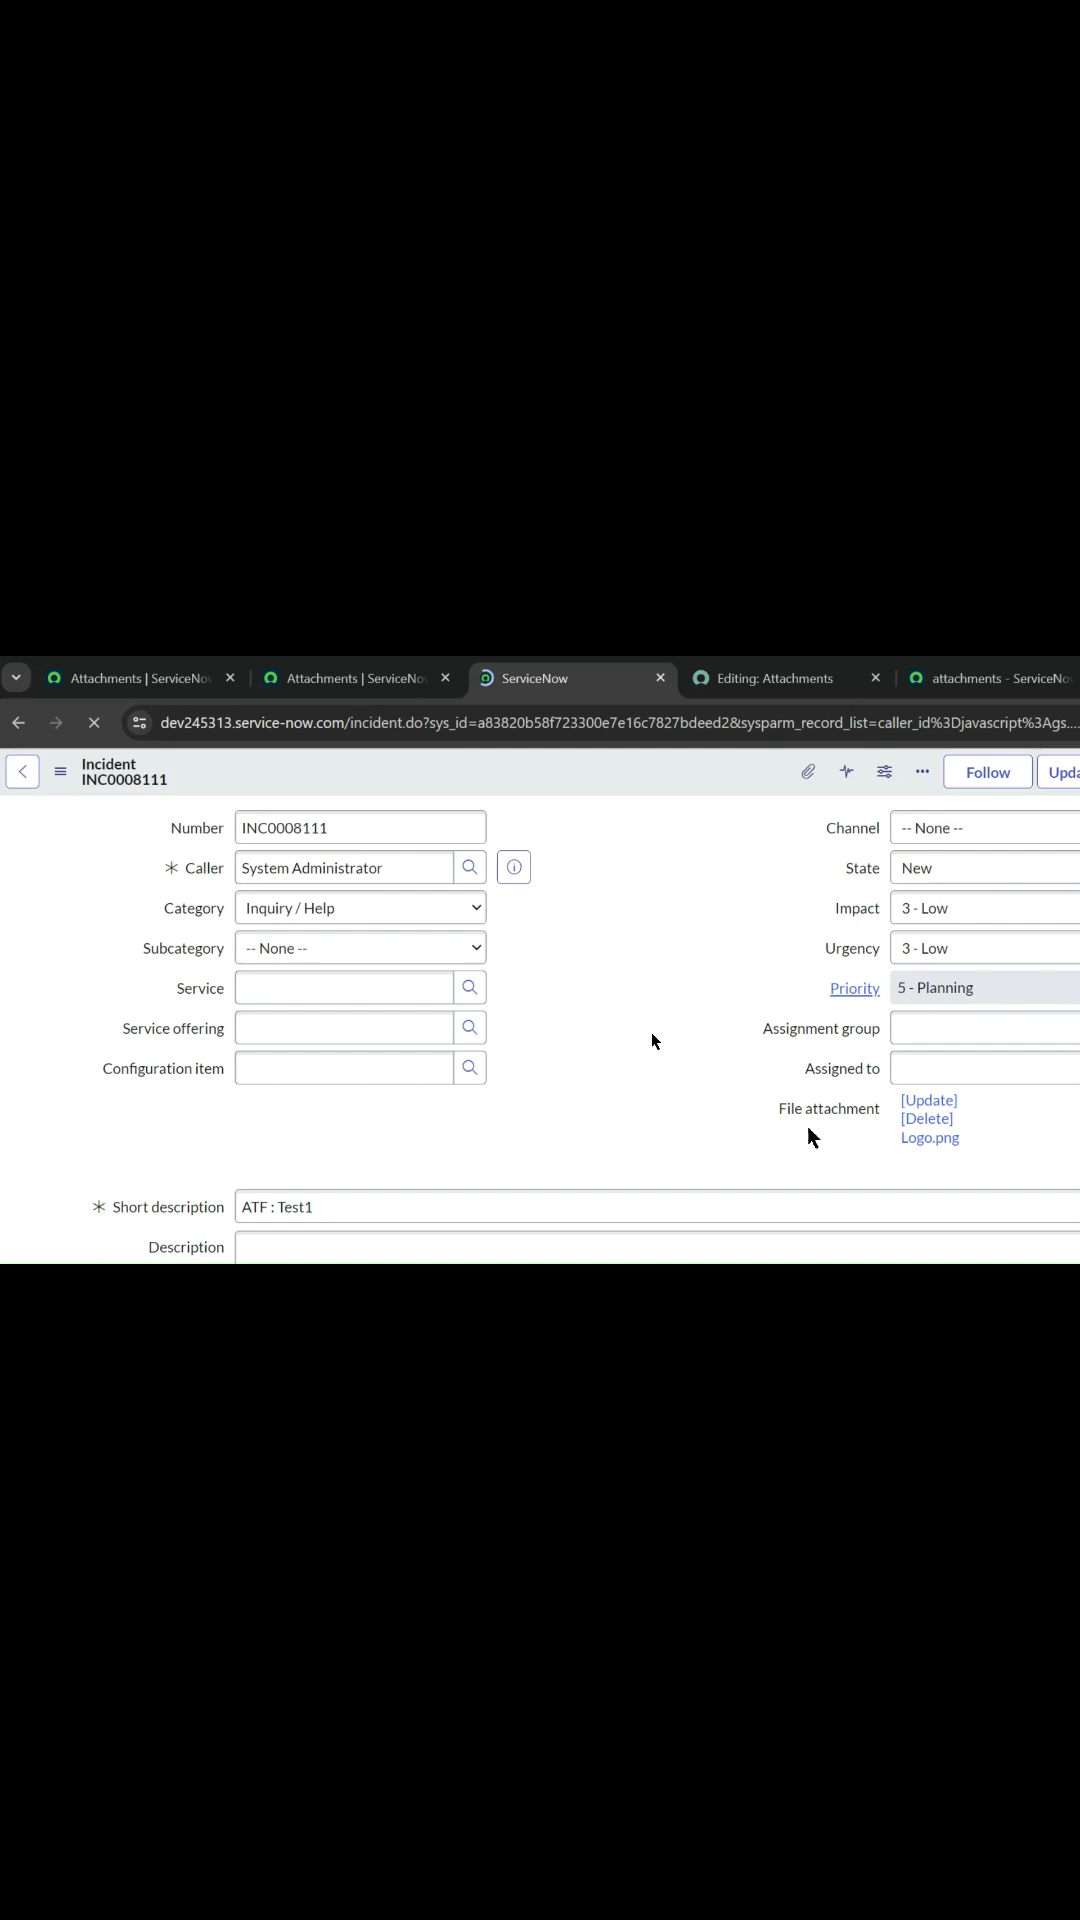 Attachments | ServiceNo
Attachments | ServiceNo
ServiceNow
Editing: Attachments
attachments - ServiceNo
dev245313.service-now.com/incident.do?sys_id=a83820b58f723300e7e16c7827bdeed2&sysparm_record_list=caller_id%3Djavascript%3Ags....
Incident
INC0008111
Follow
Upda
Number INC0008111
Channel -- None --
Caller System Administrator
State New
Category Inquiry / Help
Impact 3 - Low
Subcategory -- None --
Urgency 3 - Low
Service
Priority 5 - Planning
Service offering
Assignment group
Configuration item
Assigned to
File attachment [Update]
[Delete]
Logo.png
Short description ATF : Test1
Description